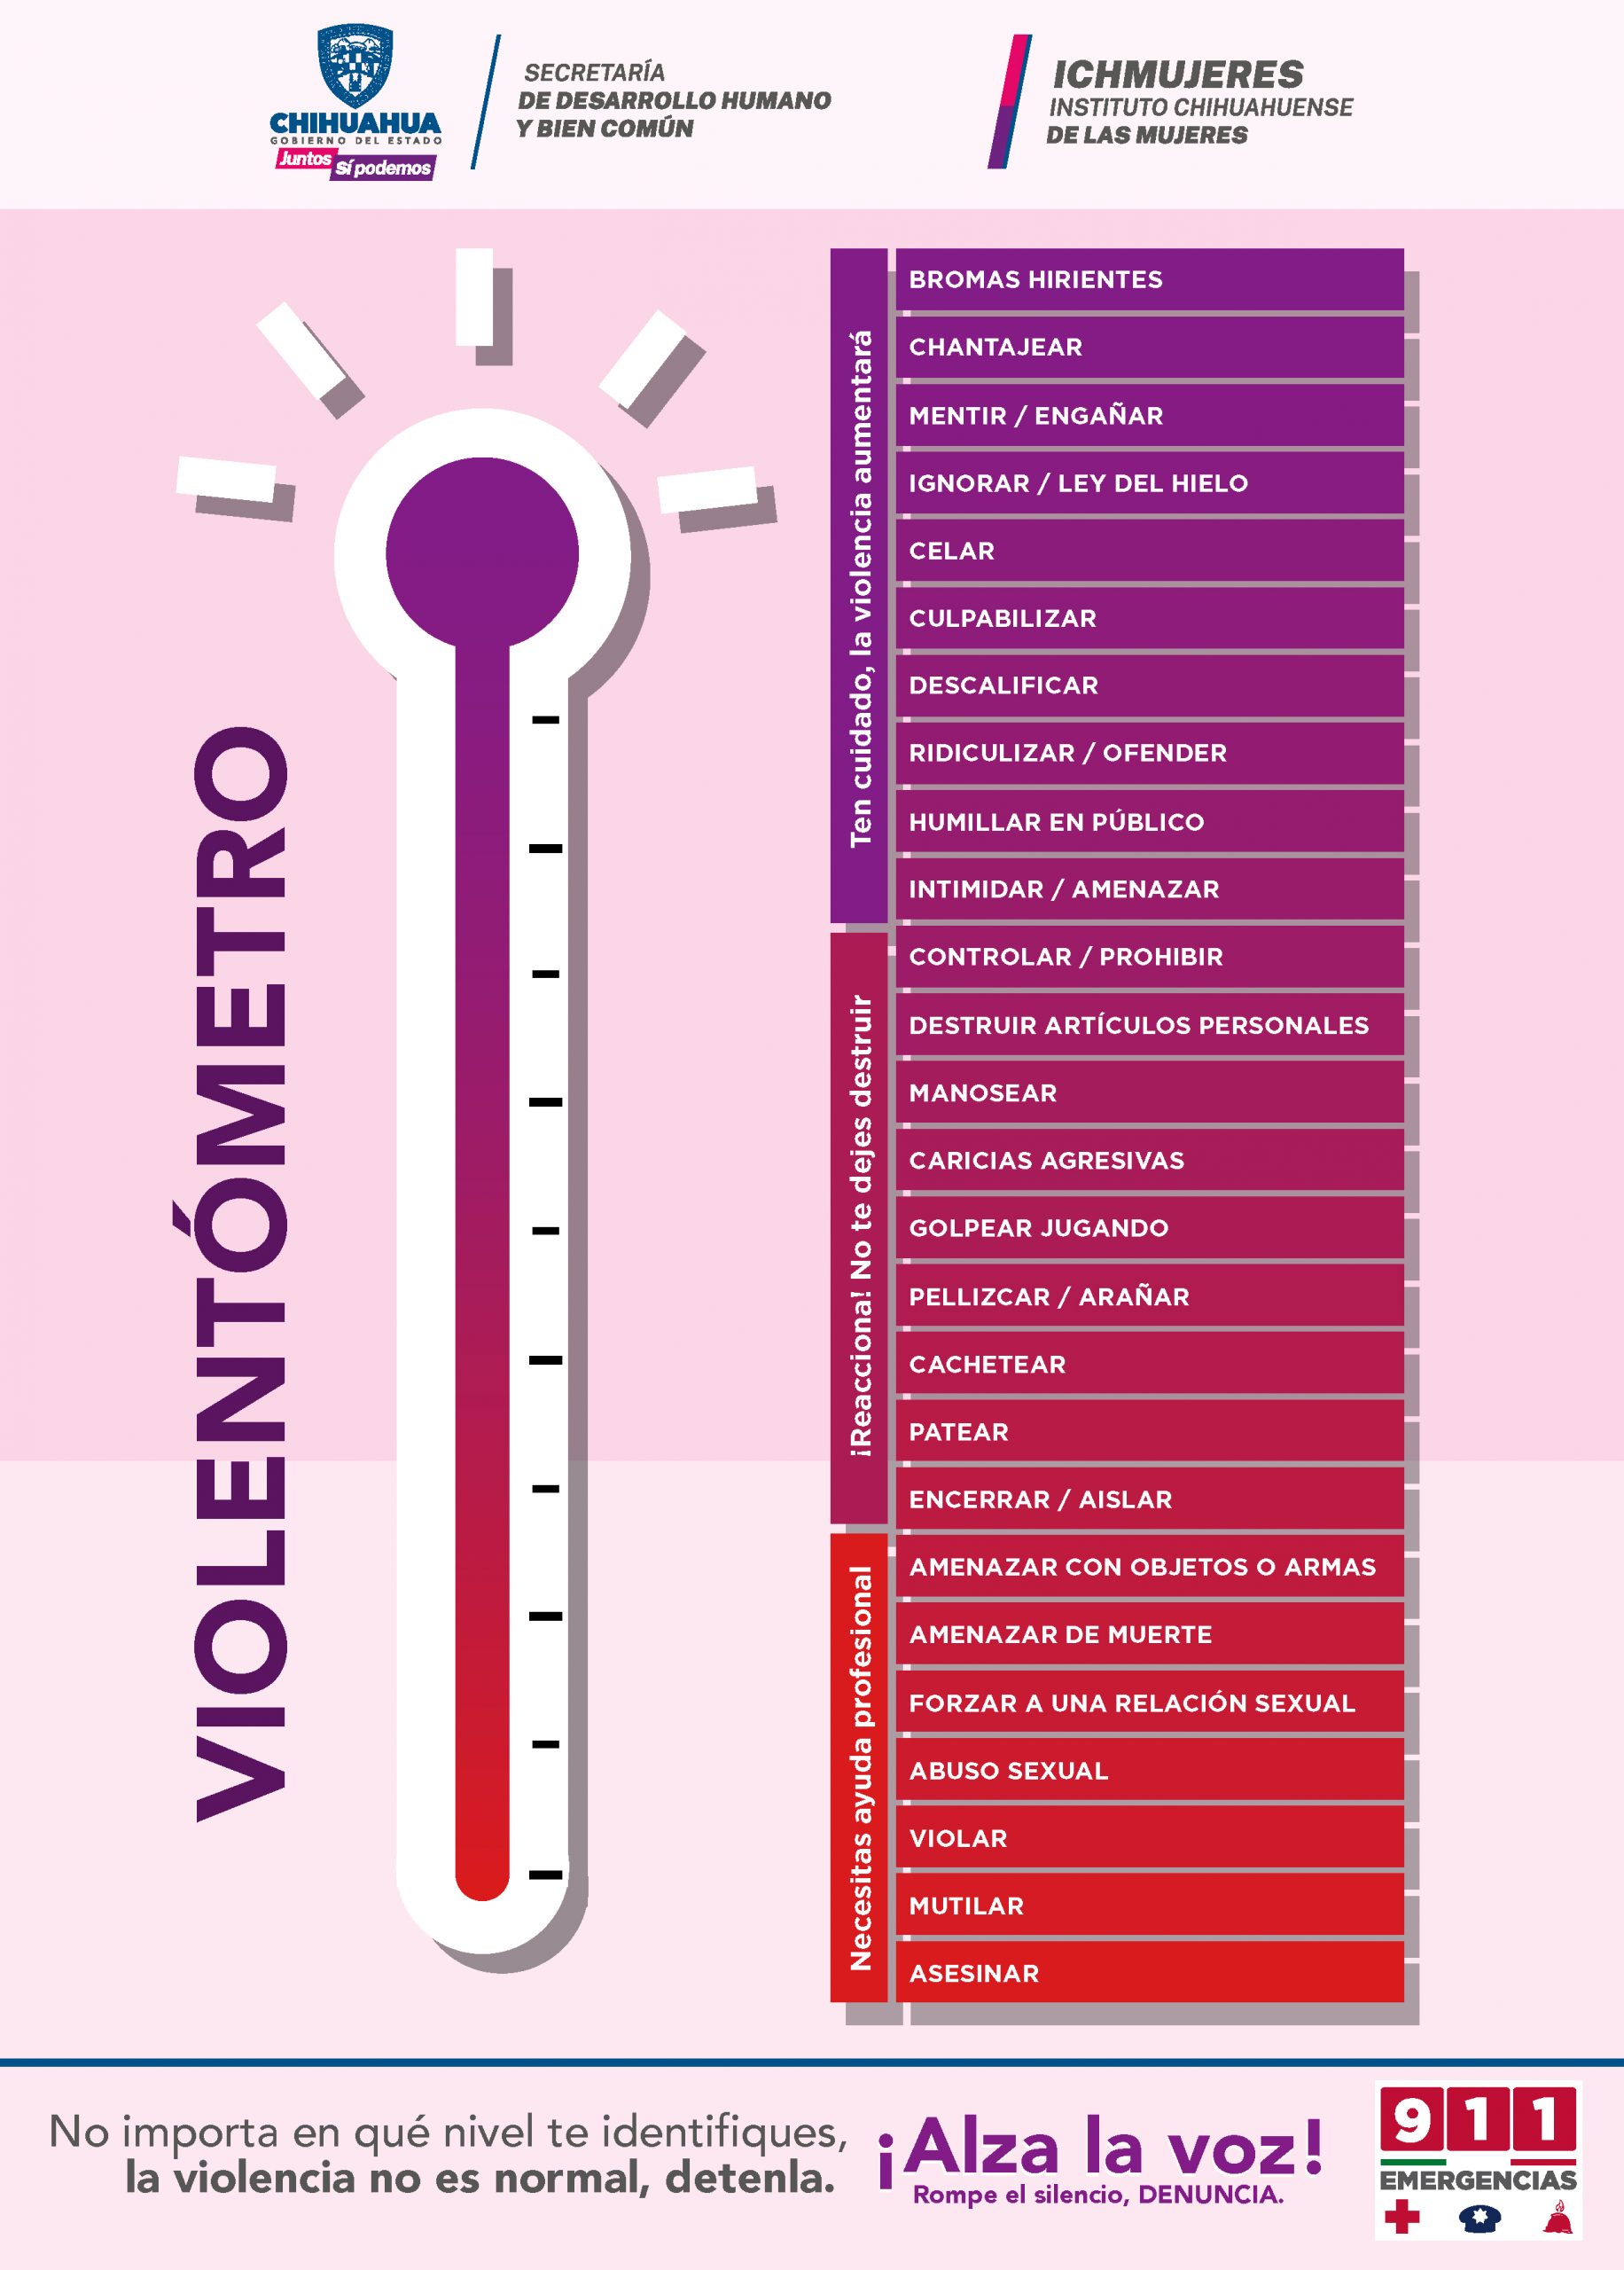 CHIHUAHUA
GOBIERNO DEL ESTADO
Juntos
Sí podemos
SECRETARÍA
DE DESARROLLO HUMANO
Y BIEN COMÚN
ICHMUJERES
INSTITUTO CHIHUAHUENSE
DE LAS MUJERES
VIOLENTÓMETRO
Ten cuidado, la violencia aumentará
BROMAS HIRIENTES
CHANTAJEAR
MENTIR / ENGAÑAR
IGNORAR / LEY DEL HIELO
CELAR
CULPABILIZAR
DESCALIFICAR
RIDICULIZAR / OFENDER
HUMILLAR EN PÚBLICO
INTIMIDAR / AMENAZAR
¡Reacciona! No te dejes destruir
CONTROLAR / PROHIBIR
DESTRUIR ARTÍCULOS PERSONALES
MANOSEAR
CARICIAS AGRESIVAS
GOLPEAR JUGANDO
PELLIZCAR / ARAÑAR
CACHETEAR
PATEAR
ENCERRAR / AISLAR
Necesitas ayuda profesional
AMENAZAR CON OBJETOS O ARMAS
AMENAZAR DE MUERTE
FORZAR A UNA RELACIÓN SEXUAL
ABUSO SEXUAL
VIOLAR
MUTILAR
ASESINAR
No importa en qué nivel te identifiques,
la violencia no es normal, detenla.
¡Alza la voz!
Rompe el silencio, DENUNCIA.
911
EMERGENCIAS